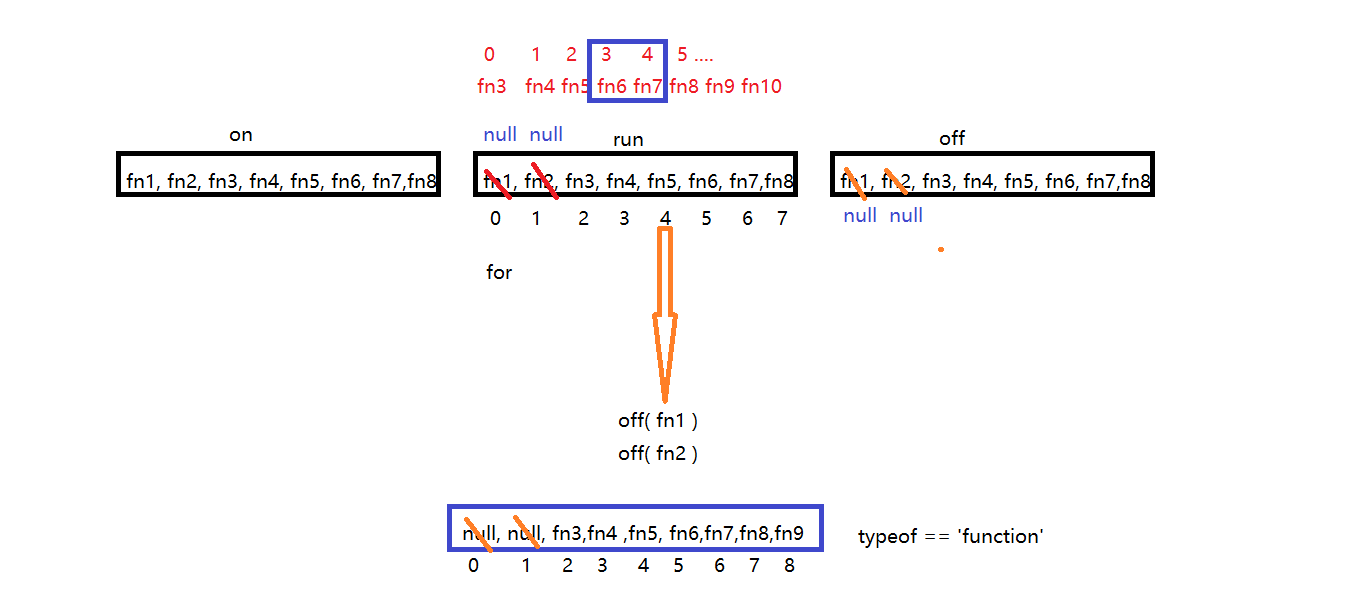 0 1 2 3 4 5 ....
fn3 fn4 fn5 fn6 fn7 fn8 fn9 fn10
on
null null
run
off
fn1, fn2, fn3, fn4, fn5, fn6, fn7,fn8
fn1, fn2, fn3, fn4, fn5, fn6, fn7,fn8
fn1, fn2, fn3, fn4, fn5, fn6, fn7,fn8
0 1 2 3 4 5 6 7
null null
for
off( fn1 )
off( fn2 )
null, null, fn3,fn4 ,fn5, fn6,fn7,fn8,fn9
typeof == 'function'
0 1 2 3 4 5 6 7 8